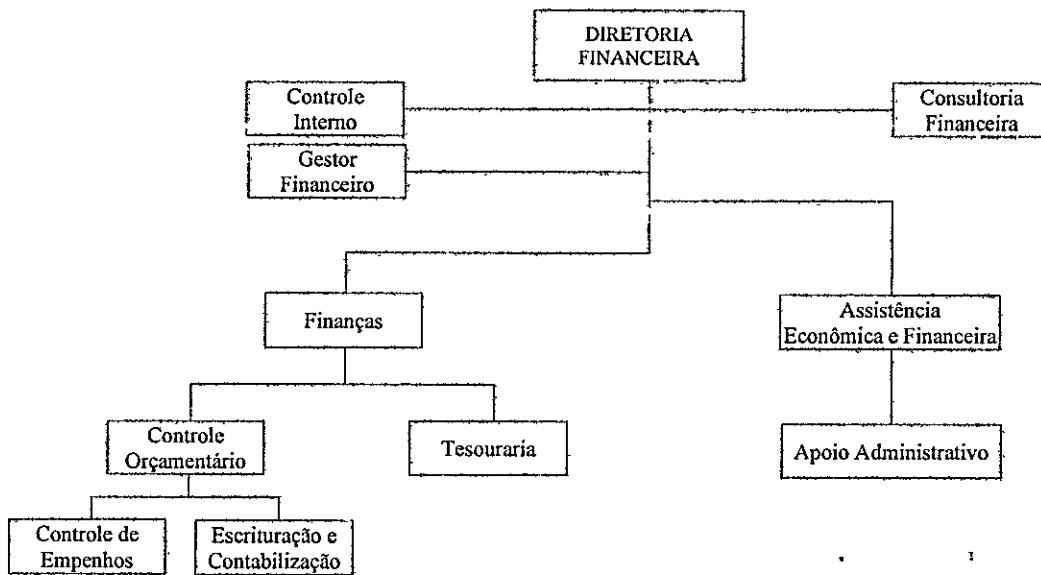 DIRETORIA
FINANCEIRA
Controle
Interno
Consultoria
Financeira
Gestor
Financeiro
Finanças
Assistência
Econômica e Financeira
Controle
Orçamentário
Tesouraria
Apoio Administrativo
Controle de
Empenhos
Escrituração e
Contabilização